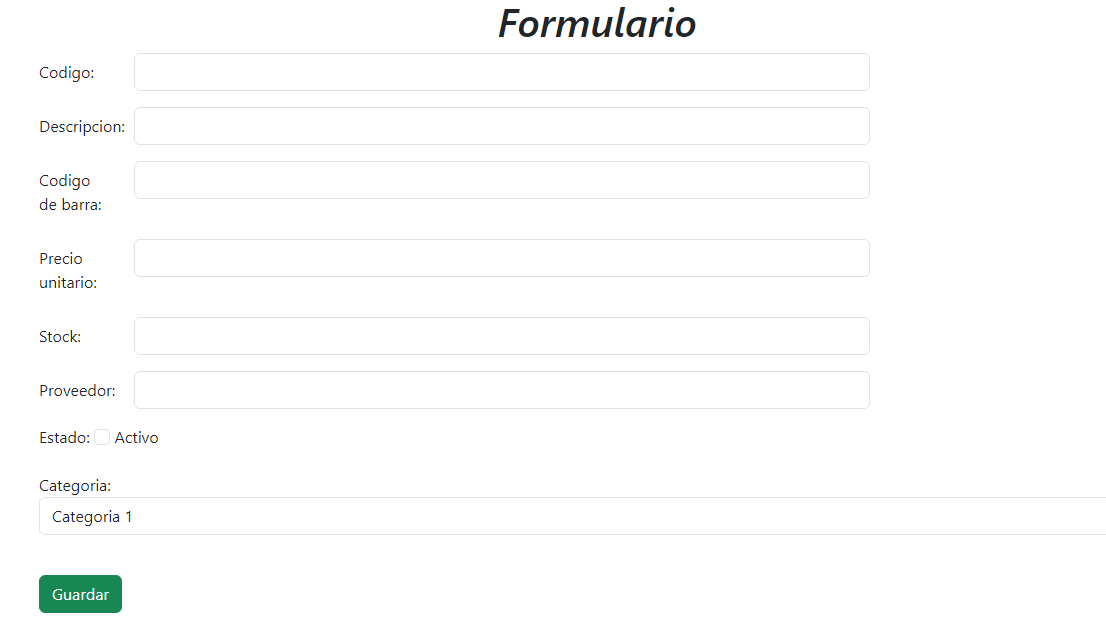 Formulario
Codigo:
Descripcion:
Codigo
de barra:
Precio
unitario:
Stock:
Proveedor:
Estado: Activo
Categoria:
Categoria 1
Guardar